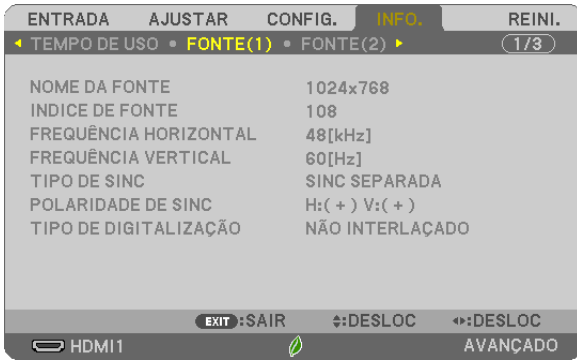 ENTRADA AJUSTAR CONFIG. INFO. REINI.
TEMPO DE USO • FONTE(1) • FONTE(2) 1/3
NOME DA FONTE 1024x768
INDICE DE FONTE 108
FREQUÊNCIA HORIZONTAL 48[kHz]
FREQUÊNCIA VERTICAL 60[Hz]
TIPO DE SINC SINC SEPARADA
POLARIDADE DE SINC H:( + ) V:( + )
TIPO DE DIGITALIZAÇÃO NÃO INTERLAÇADO
EXIT :SAIR :DESLOC :DESLOC
HDMI1 AVANÇADO